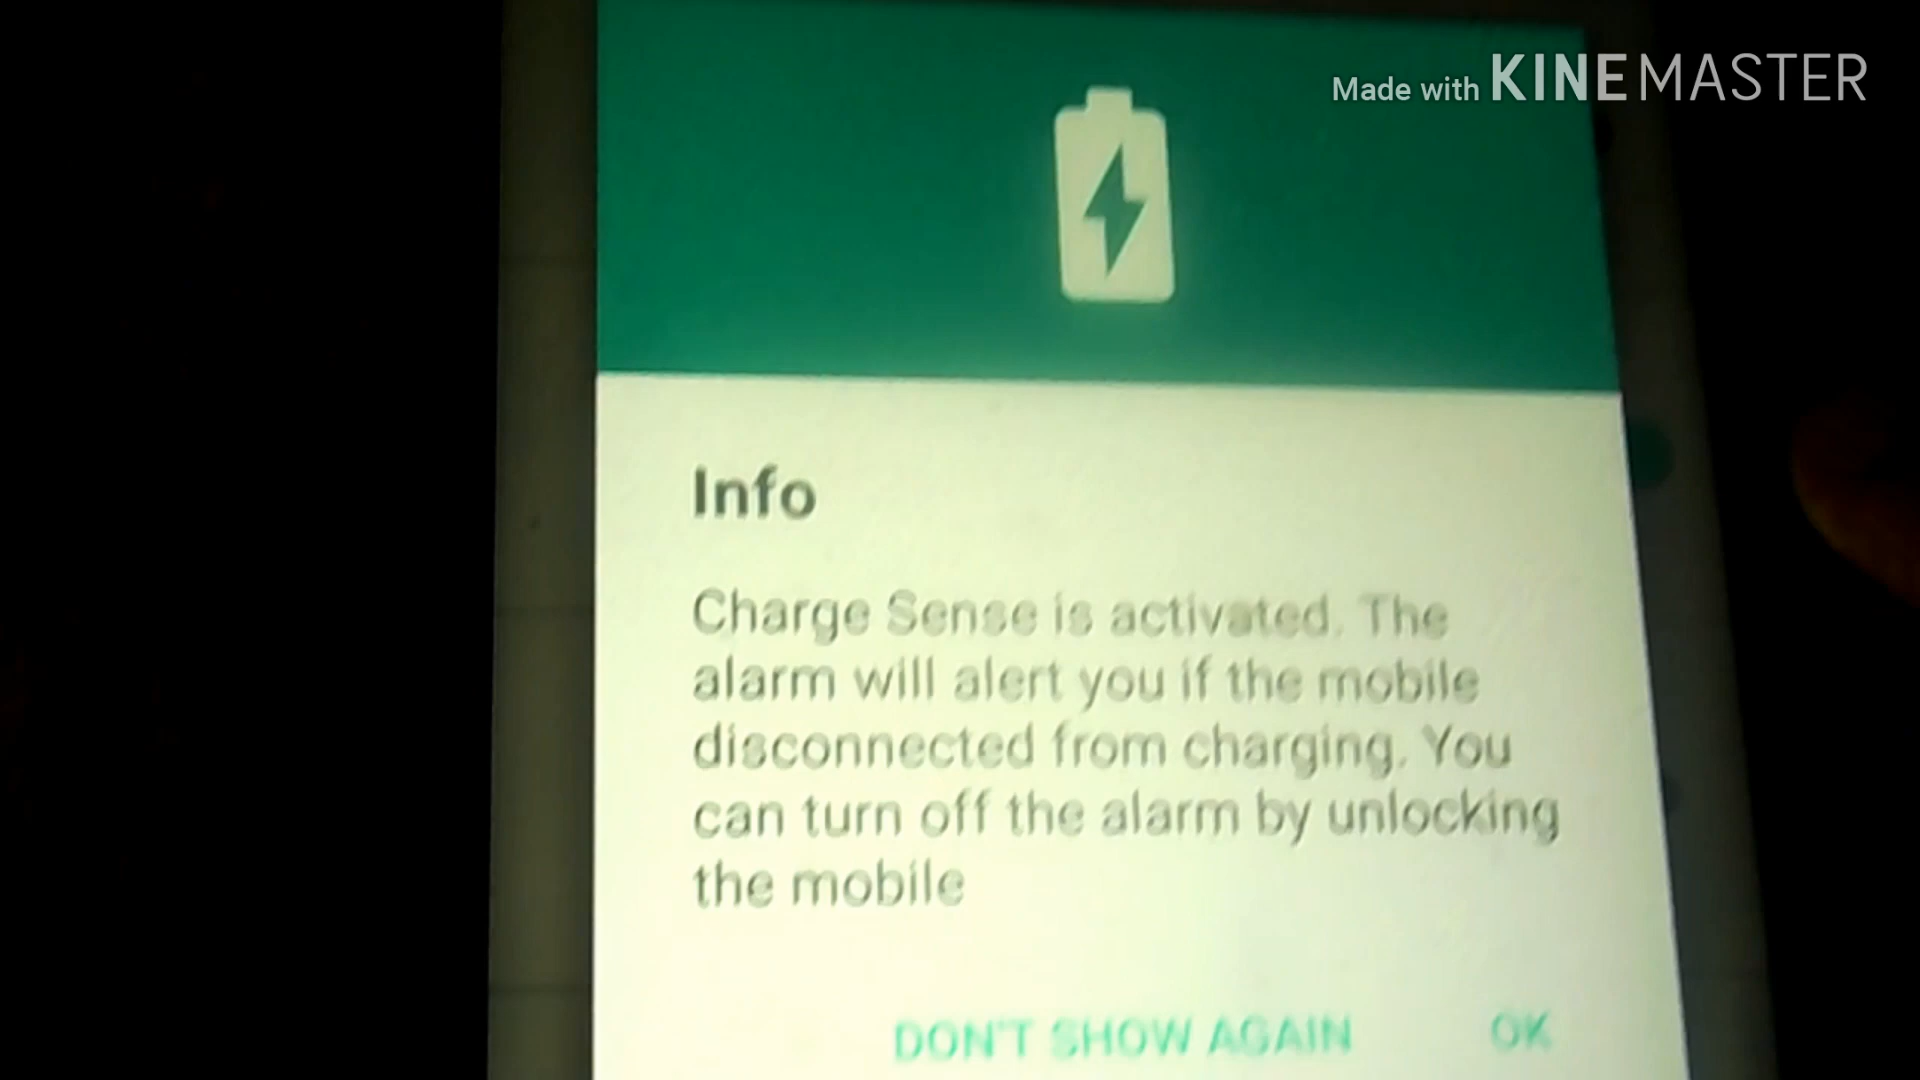 Made with KINEMASTER
Info
Charge Sense is activated. The
alarm will alert you if the mobile
disconnected from charging. You
can turn off the alarm by unlocking
the mobile
DON'T SHOW AGAIN OK